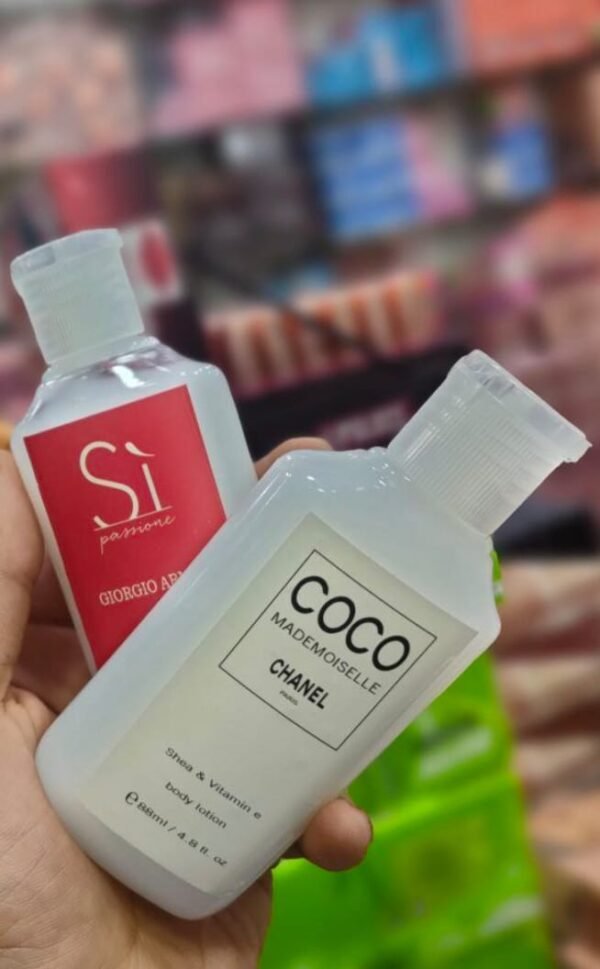 Sì
passione
GIORGIO AR
COCO
MADEMOISELLE
CHANEL
PARIS
Shea & Vitamin e
body lotion
e 88ml / 4.8 fl. oz